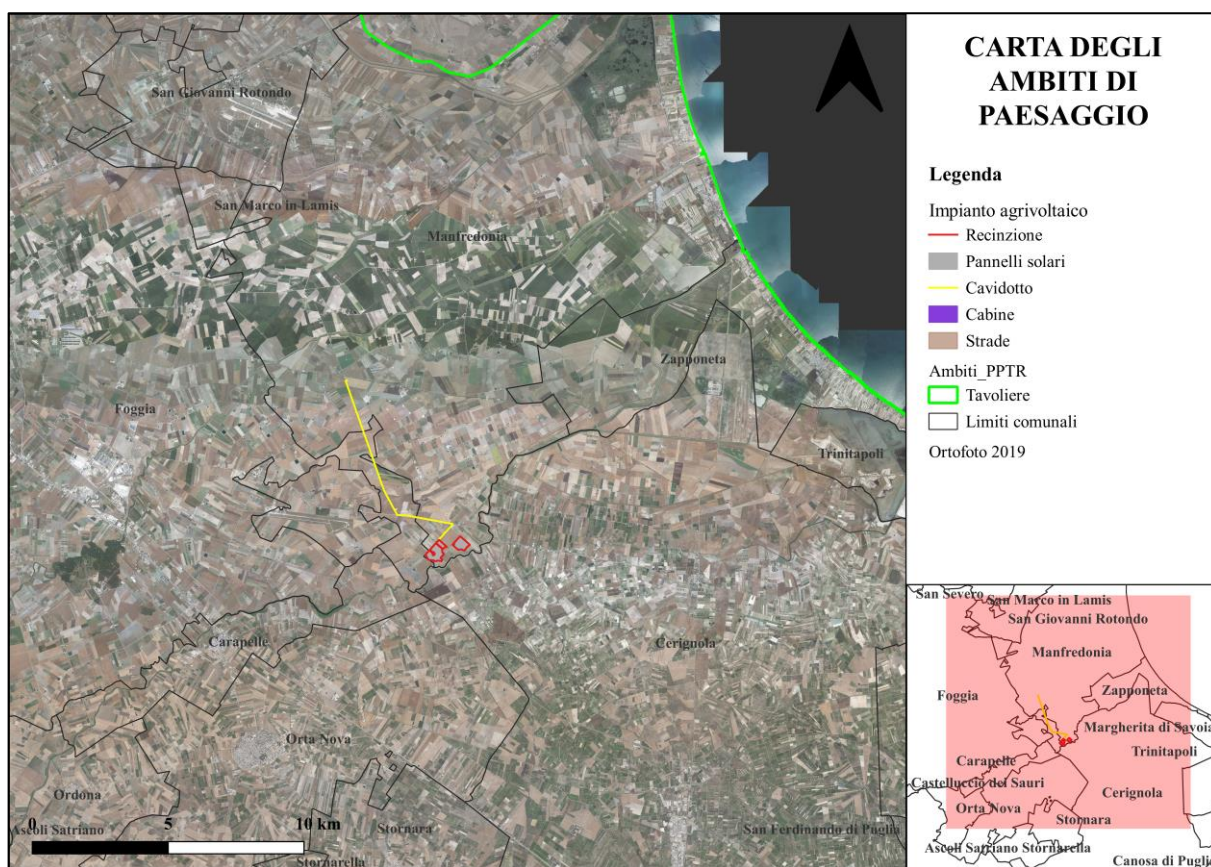 CARTA DEGLI
AMBITI DI
PAESAGGIO
Legenda
Impianto agrivoltaico
Recinzione
Pannelli solari
Cavidotto
Cabine
Strade
Ambiti_PPTR
Tavoliere
Limiti comunali
Ortofoto 2019
San Giovanni Rotondo
San Marco in Lamis
Manfredonia
Zapponeta
Foggia
Trinitapoli
Carapelle
Cerignola
Orta Nova
Ordona
Ascoli Satriano
Stornara
San Ferdinando di Puglia
Stornarella
0 5 10 km
San Severo
San Marco in Lamis
San Giovanni Rotondo
Manfredonia
Zapponeta
Foggia
Margherita di Savoia
Trinitapoli
Carapelle
Castelluccio dei Sauri
Cerignola
Orta Nova
Stornara
Ascoli Satriano Stornarella
Canosa di Puglia